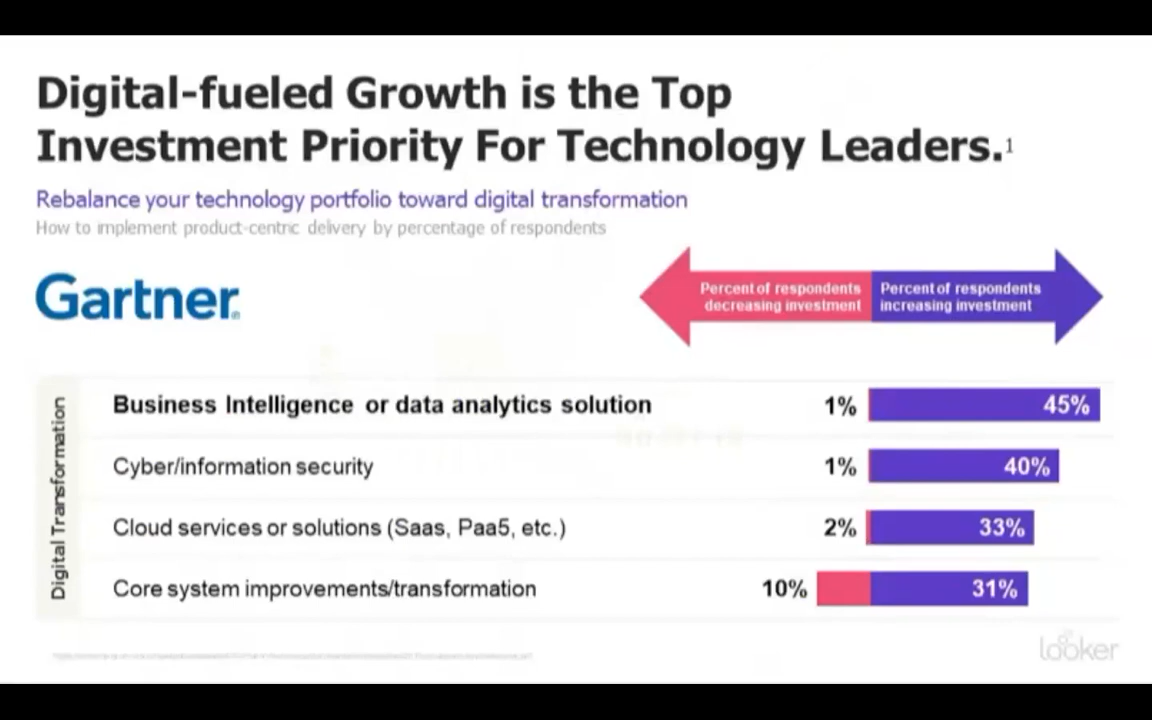 Digital-fueled Growth is the Top
Investment Priority For Technology Leaders.1
Rebalance your technology portfolio toward digital transformation
How to implement product-centric delivery by percentage of respondents
Gartner®
Percent of respondents
decreasing investment
Percent of respondents
increasing investment
Digital Transformation
Business Intelligence or data analytics solution
1%
45%
Cyber/information security
1%
40%
Cloud services or solutions (Saas, Paa5, etc.)
2%
33%
Core system improvements/transformation
10%
31%
looker